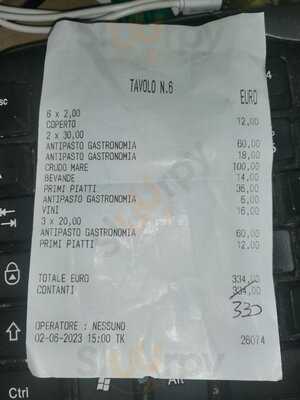 TAVOLO N.6
EURO
6 x 2,00
COPERTO 12,00
2 x 30,00
ANTIPASTO GASTRONOMIA 60,00
ANTIPASTO GASTRONOMIA 18,00
CRUDO MARE 100,00
BEVANDE 14,00
PRIMI PIATTI 36,00
ANTIPASTO GASTRONOMIA 6,00
VINI 16,00
3 x 20,00
ANTIPASTO GASTRONOMIA 60,00
PRIMI PIATTI 12,00
TOTALE EURO 334,00
CONTANTI 334,00
330
OPERATORE : NESSUNO
02-06-2023 15:00 TK 26074
Ctrl
Alt
Sluurpy